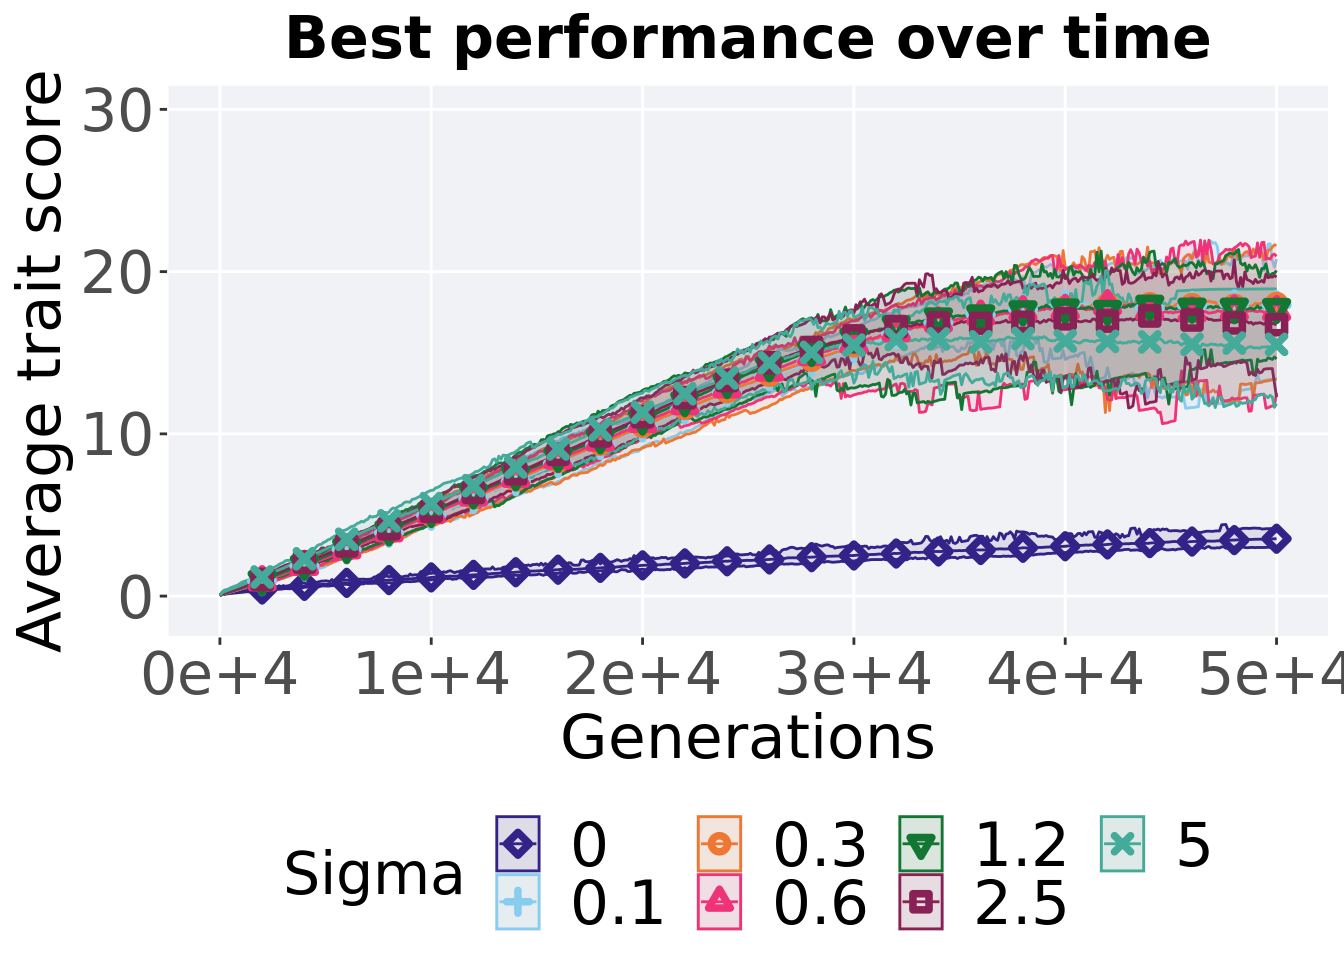 Best performance over time
Average trait score
30
20
10
0
0e+4 1e+4 2e+4 3e+4 4e+4 5e+4
Generations
Sigma
0 0.3 1.2 5
0.1 0.6 2.5